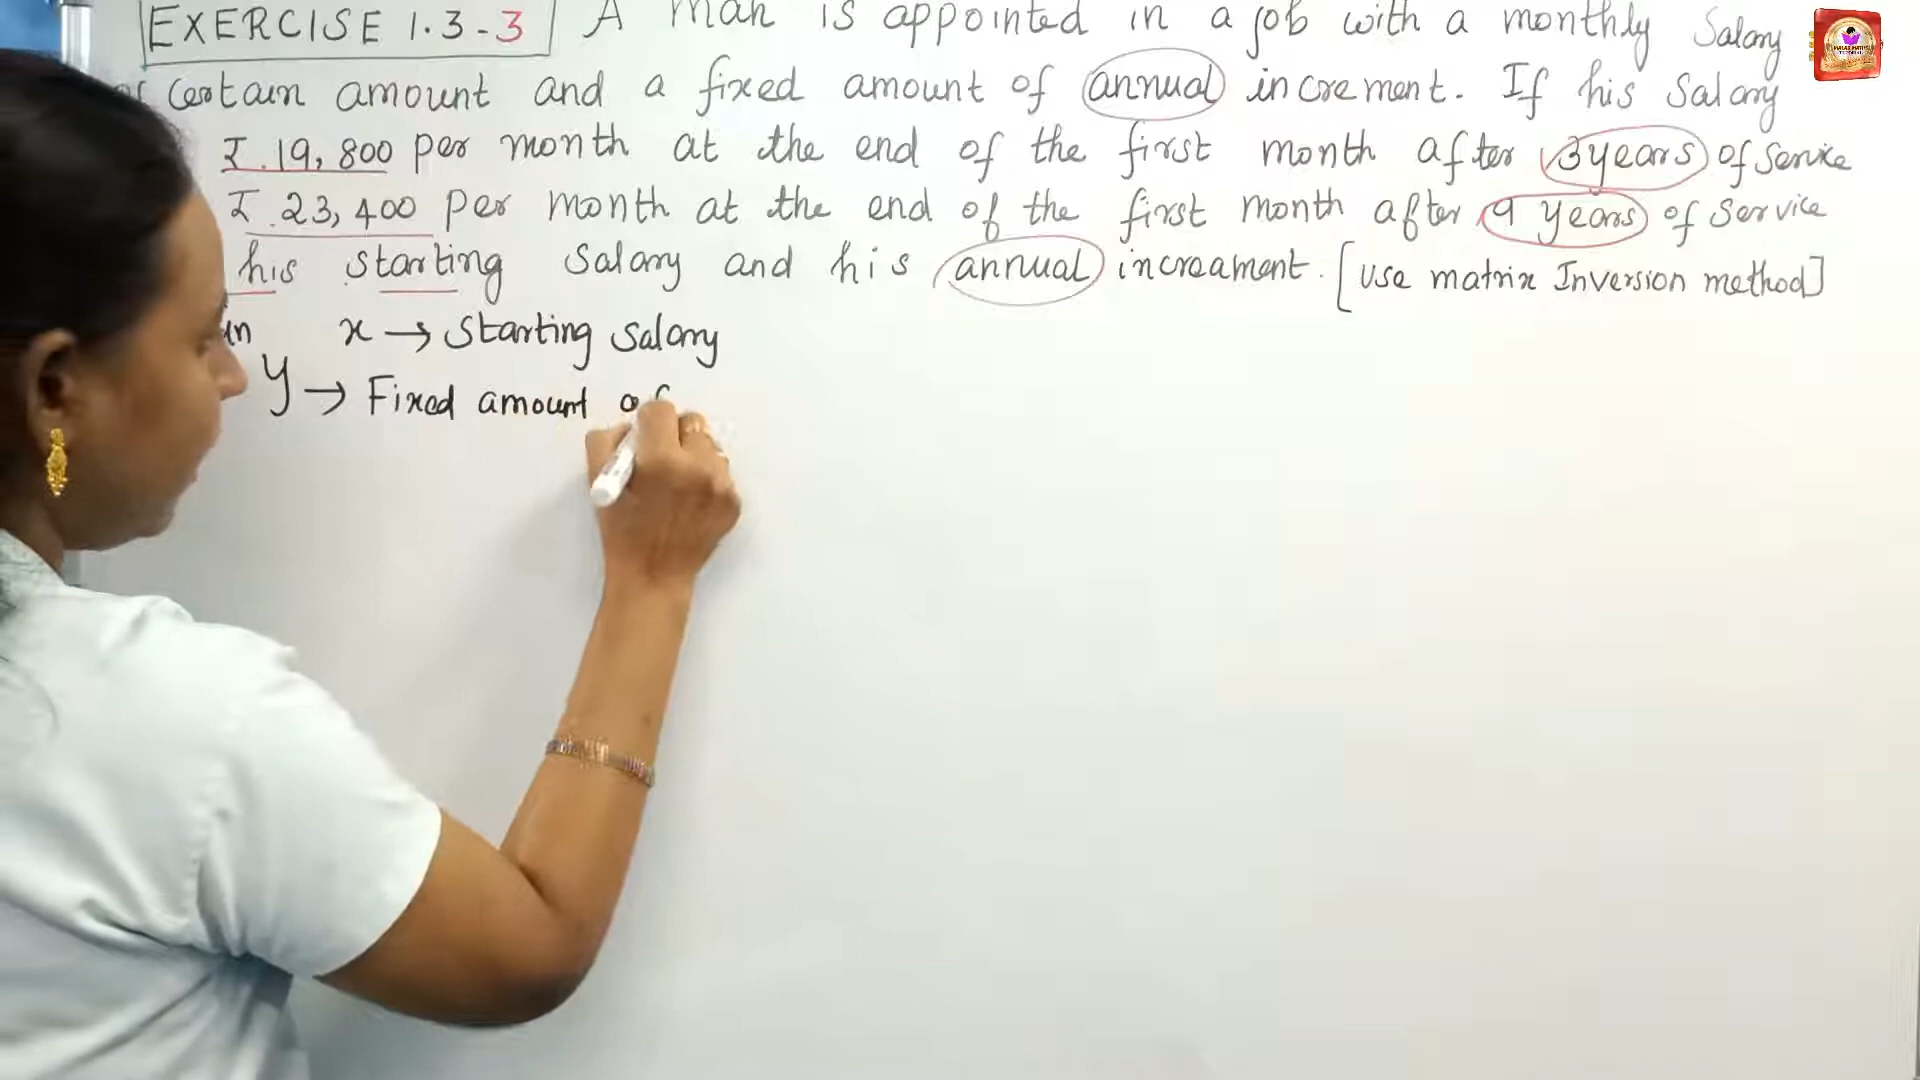 EXERCISE 1.3-3 A man is appointed in a job with a monthly Salary
of certain amount and a fixed amount of annual increment. If his Salary
₹.19,800 per month at the end of the first month after 3 years of service
₹.23,400 per month at the end of the first month after 9 years of service
his starting Salary and his annual increament. [use matrix Inversion method]
x → Starting Salary
y → Fixed amount of